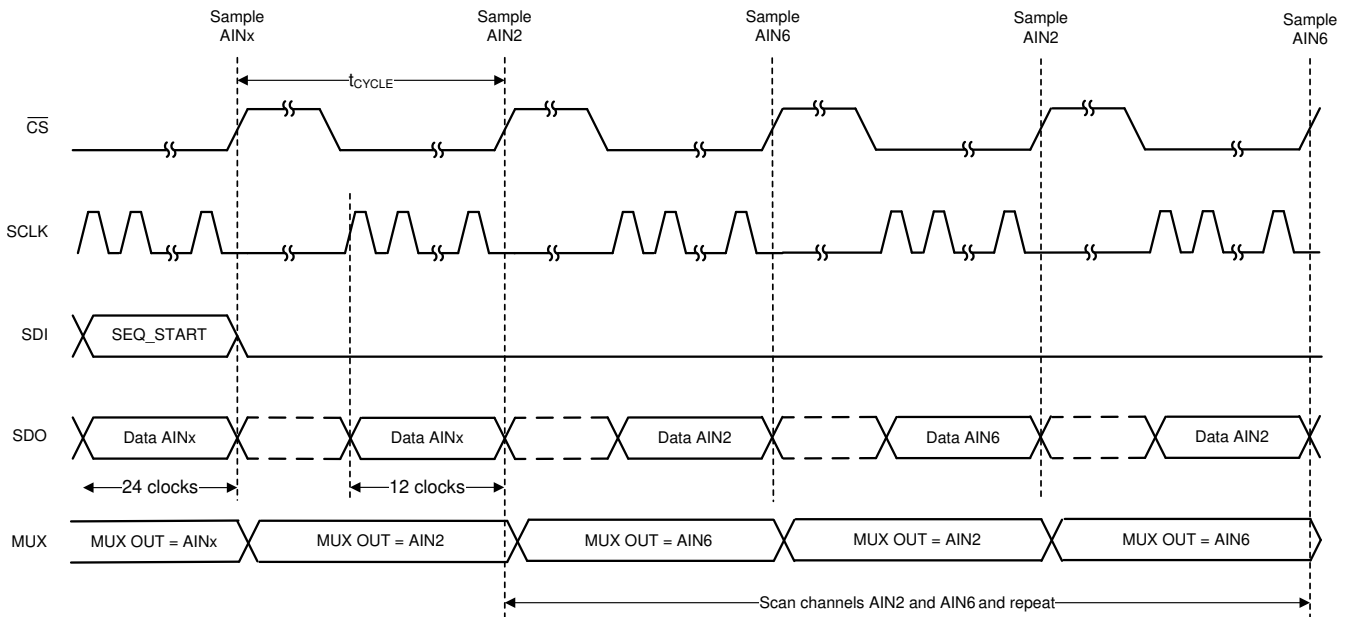 Sample
AINx
Sample
AIN2
Sample
AIN6
Sample
AIN2
Sample
AIN6
tCYCLE
CS
SCLK
SDI
SEQ_START
SDO
Data AINx
Data AINx
Data AIN2
Data AIN6
Data AIN2
24 clocks
12 clocks
MUX
MUX OUT = AINx
MUX OUT = AIN2
MUX OUT = AIN6
MUX OUT = AIN2
MUX OUT = AIN6
Scan channels AIN2 and AIN6 and repeat